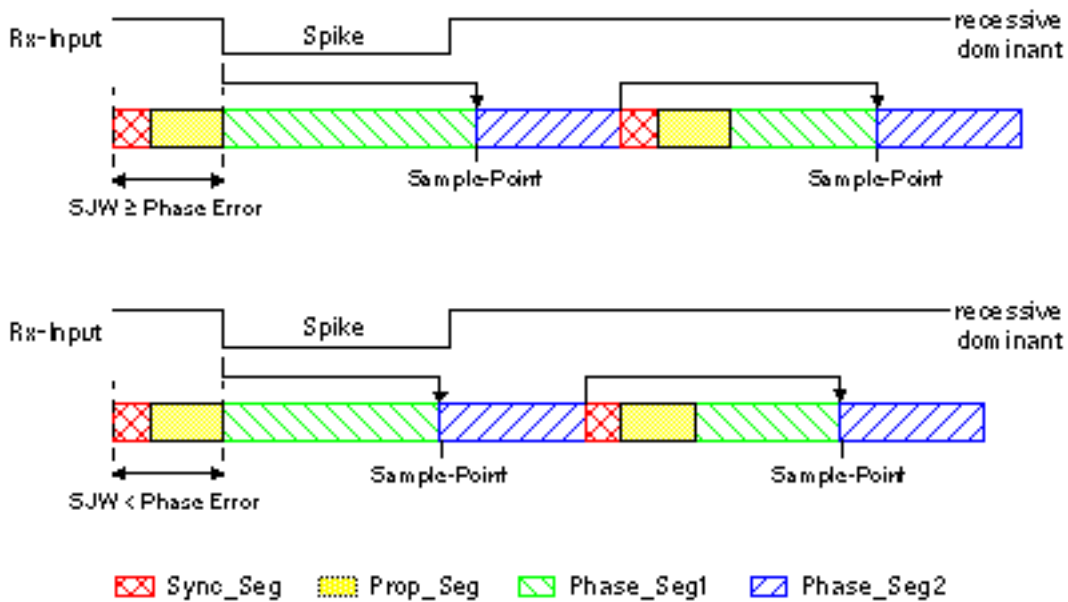 recessive
Rx-Input Spike dominant
Sample-Point Sample-Point
SJW ≥ Phase Error
recessive
Rx-Input Spike dominant
Sample-Point Sample-Point
SJW < Phase Error
Sync_Seg Prop_Seg Phase_Seg1 Phase_Seg2